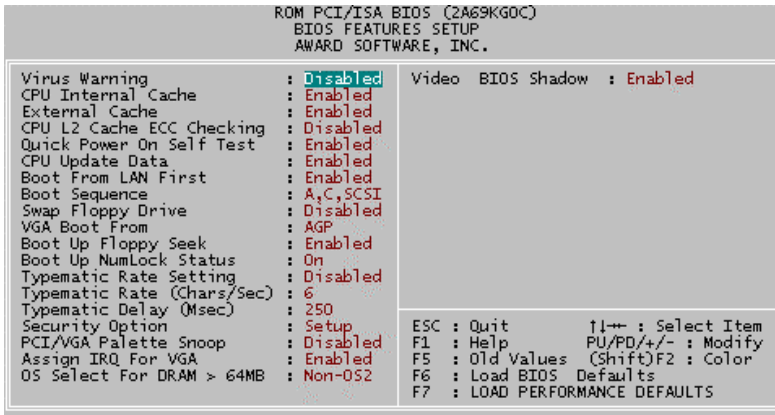 ROM PCI/ISA BIOS (2A69KGOC)
BIOS FEATURES SETUP
AWARD SOFTWARE, INC.
Virus Warning : Disabled
CPU Internal Cache : Enabled
External Cache : Enabled
CPU L2 Cache ECC Checking : Disabled
Quick Power On Self Test : Enabled
CPU Update Data : Enabled
Boot From LAN First : Enabled
Boot Sequence : A,C,SCSI
Swap Floppy Drive : Disabled
VGA Boot From : AGP
Boot Up Floppy Seek : Enabled
Boot Up NumLock Status : On
Typematic Rate Setting : Disabled
Typematic Rate (Chars/Sec) : 6
Typematic Delay (Msec) : 250
Security Option : Setup
PCI/VGA Palette Snoop : Disabled
Assign IRQ For VGA : Enabled
OS Select For DRAM > 64MB : Non-OS2
Video BIOS Shadow : Enabled
ESC : Quit ↑↓→← : Select Item
F1 : Help PU/PD/+/- : Modify
F5 : Old Values (Shift)F2 : Color
F6 : Load BIOS Defaults
F7 : LOAD PERFORMANCE DEFAULTS